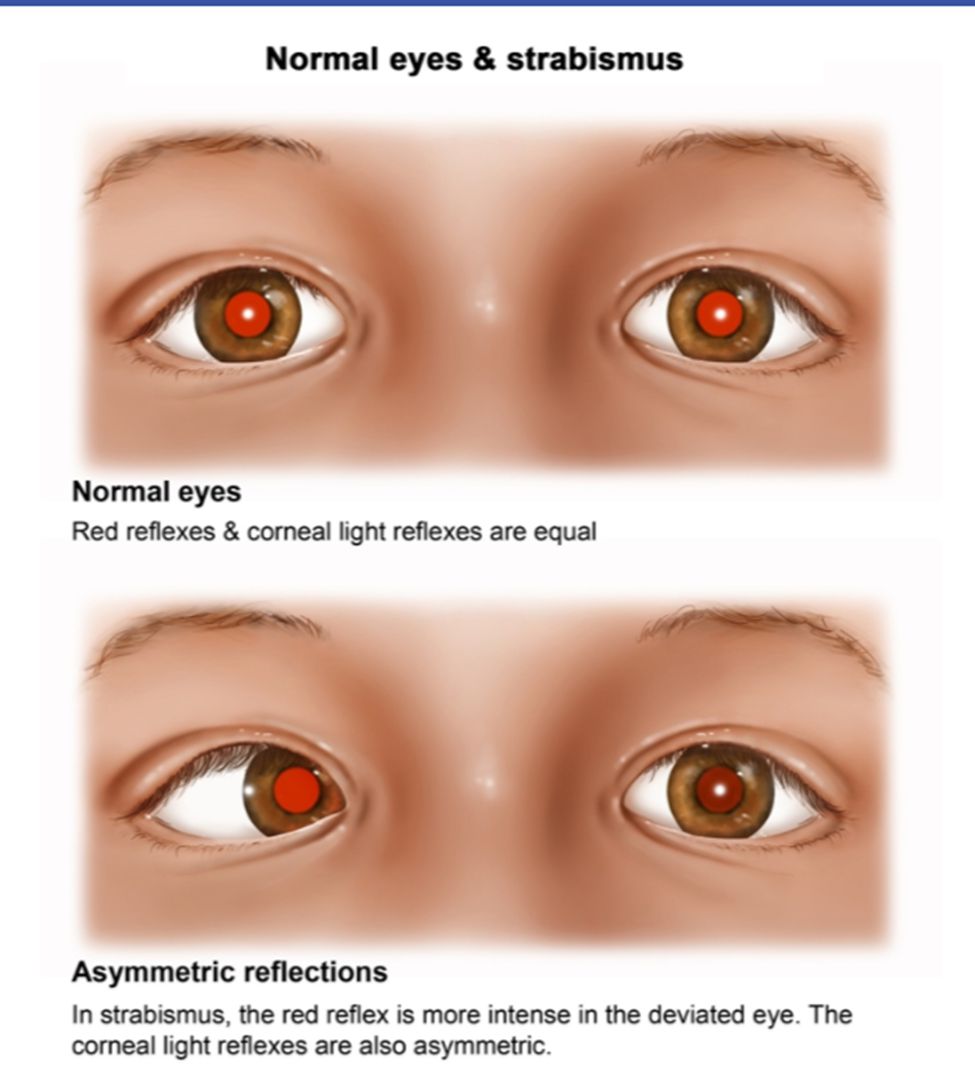 Normal eyes & strabismus
Normal eyes
Red reflexes & corneal light reflexes are equal
Asymmetric reflections
In strabismus, the red reflex is more intense in the deviated eye. The
corneal light reflexes are also asymmetric.